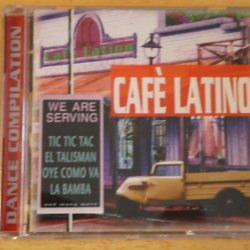 DANCE COMPILATION
Café Latino
CAFÈ LATINO
WE ARE
SERVING
TIC TIC TAC
EL TALISMAN
OYE COMO VA
LA BAMBA
and many more